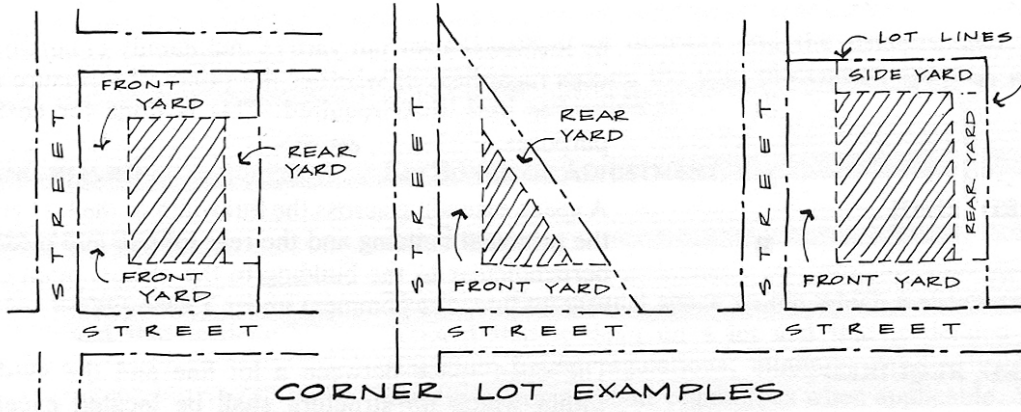 FRONT
YARD
STREET
REAR
YARD
FRONT
YARD
STREET
STREET
REAR
YARD
FRONT YARD
STREET
LOT LINES
SIDE YARD
STREET
REAR YARD
FRONT
YARD
STREET
CORNER LOT EXAMPLES